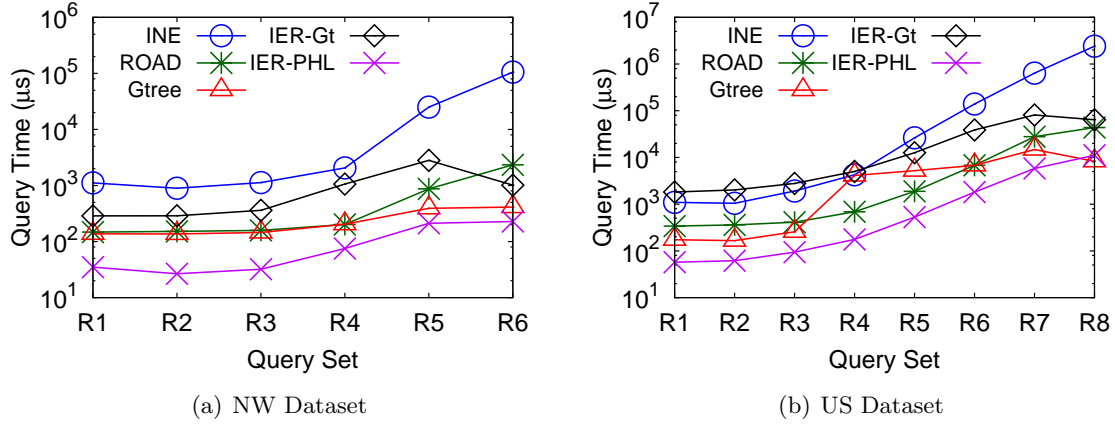 10^6
10^5
10^4
10^3
10^2
10^1
Query Time (µs)
INE IER-Gt
ROAD IER-PHL
Gtree
R1 R2 R3 R4 R5 R6
Query Set
(a) NW Dataset
10^7
10^6
10^5
10^4
10^3
10^2
10^1
Query Time (µs)
INE IER-Gt
ROAD IER-PHL
Gtree
R1 R2 R3 R4 R5 R6 R7 R8
Query Set
(b) US Dataset